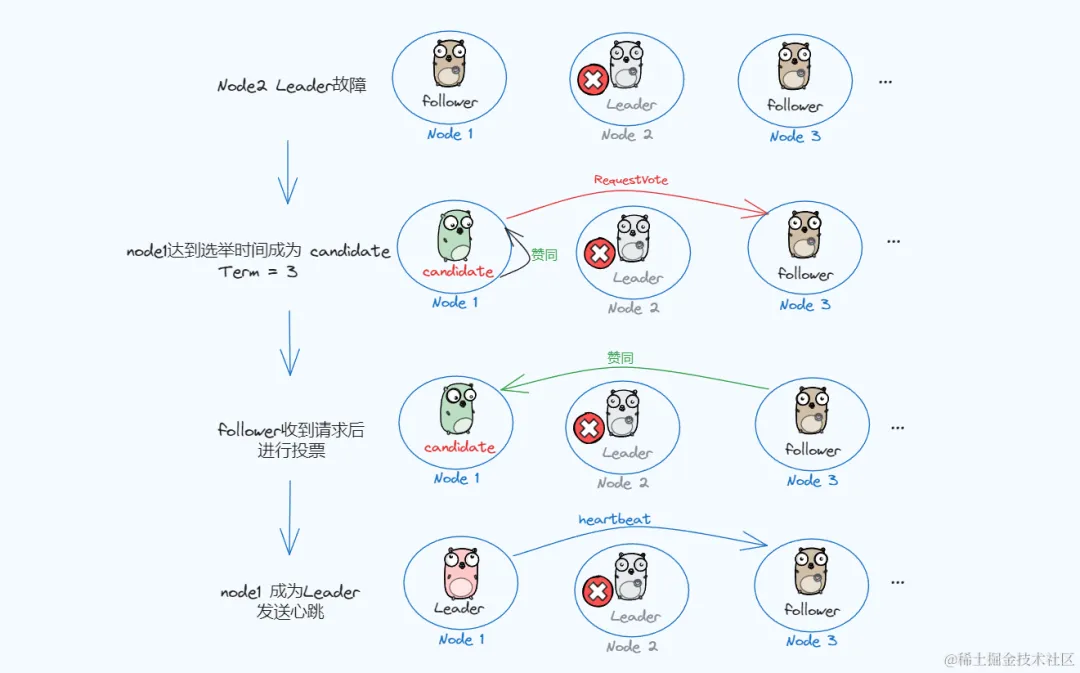 Node2 Leader故障
follower
Leader
follower
...
Node 1
Node 2
Node 3
RequestVote
node1达到选举时间成为 candidate
Term = 3
candidate
赞同
Leader
follower
...
Node 1
Node 2
Node 3
赞同
follower收到请求后
进行投票
candidate
Leader
follower
...
Node 1
Node 2
Node 3
heartbeat
node1 成为Leader
发送心跳
Leader
Leader
follower
...
Node 1
Node 2
Node 3
@稀土掘金技术社区